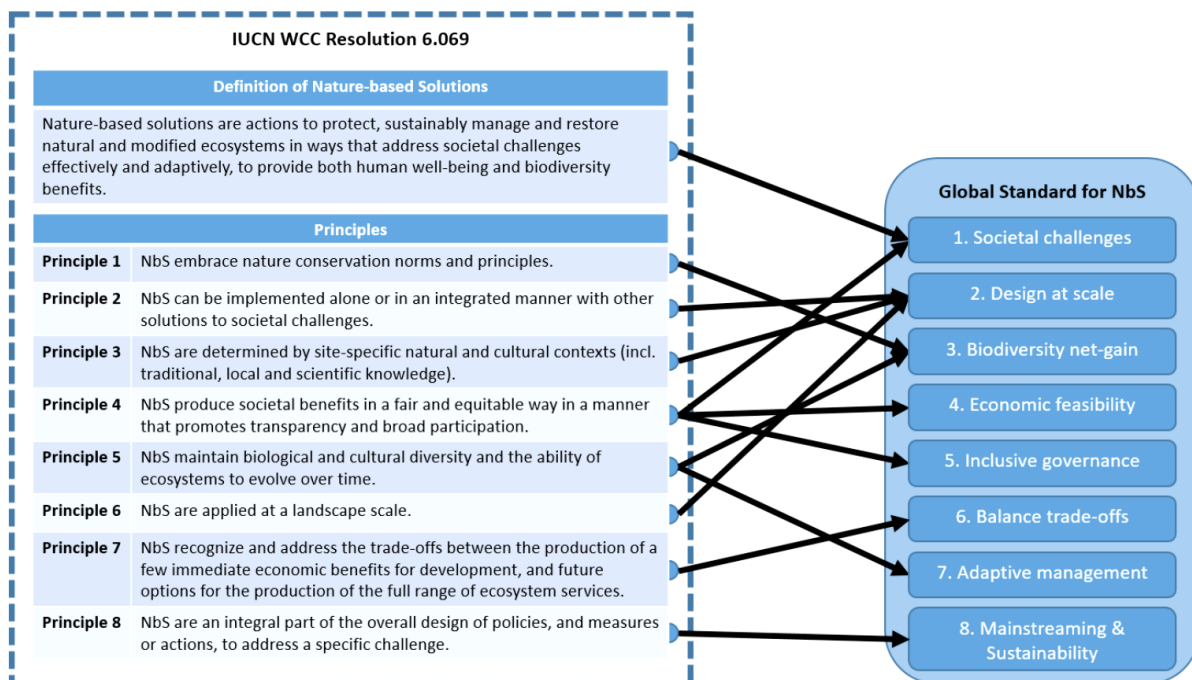 IUCN WCC Resolution 6.069
Definition of Nature-based Solutions
Nature-based solutions are actions to protect, sustainably manage and restore
natural and modified ecosystems in ways that address societal challenges
effectively and adaptively, to provide both human well-being and biodiversity
benefits.
Principles
Principle 1 NbS embrace nature conservation norms and principles.
Principle 2 NbS can be implemented alone or in an integrated manner with other
solutions to societal challenges.
Principle 3 NbS are determined by site-specific natural and cultural contexts (incl.
traditional, local and scientific knowledge).
Principle 4 NbS produce societal benefits in a fair and equitable way in a manner
that promotes transparency and broad participation.
Principle 5 NbS maintain biological and cultural diversity and the ability of
ecosystems to evolve over time.
Principle 6 NbS are applied at a landscape scale.
Principle 7 NbS recognize and address the trade-offs between the production of a
few immediate economic benefits for development, and future
options for the production of the full range of ecosystem services.
Principle 8 NbS are an integral part of the overall design of policies, and measures
or actions, to address a specific challenge.
Global Standard for NbS
1. Societal challenges
2. Design at scale
3. Biodiversity net-gain
4. Economic feasibility
5. Inclusive governance
6. Balance trade-offs
7. Adaptive management
8. Mainstreaming &
Sustainability